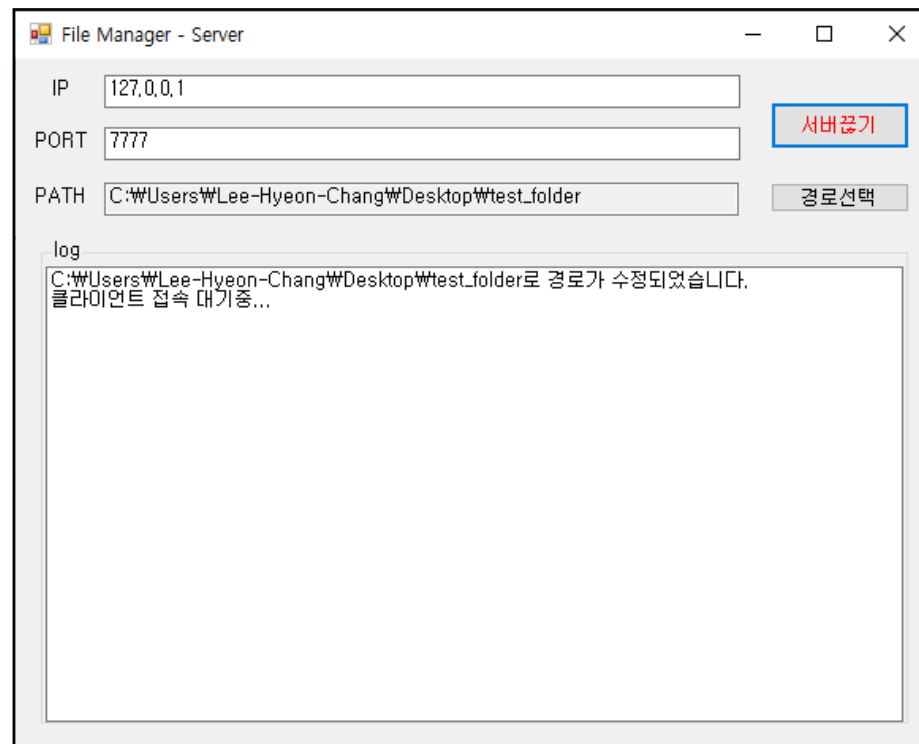 File Manager - Server
IP 127.0.0.1
서버끊기
PORT 7777
PATH C:₩Users₩Lee-Hyeon-Chang₩Desktop₩test_folder
경로선택
log
C:₩Users₩Lee-Hyeon-Chang₩Desktop₩test_folder로 경로가 수정되었습니다.
클라이언트 접속 대기중...